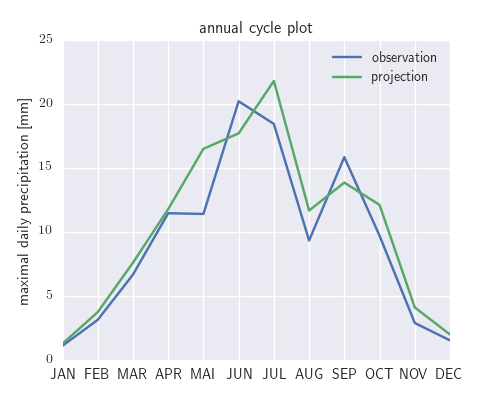 annual cycle plot
observation
projection
maximal daily precipitation [mm]
25
20
15
10
5
0
JAN FEB MAR APR MAI JUN JUL AUG SEP OCT NOV DEC